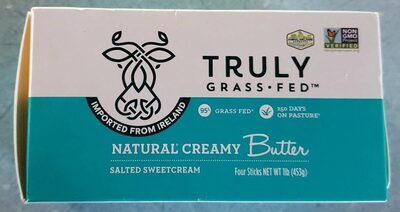 TRULY
GRASS•FED™
NON
GMO
Project
VERIFIED
95% GRASS FED*
250 DAYS
ON PASTURE*
IMPORTED FROM IRELAND
NATURAL* CREAMY Butter
SALTED SWEETCREAM
Four Sticks NET WT 1lb (453g)